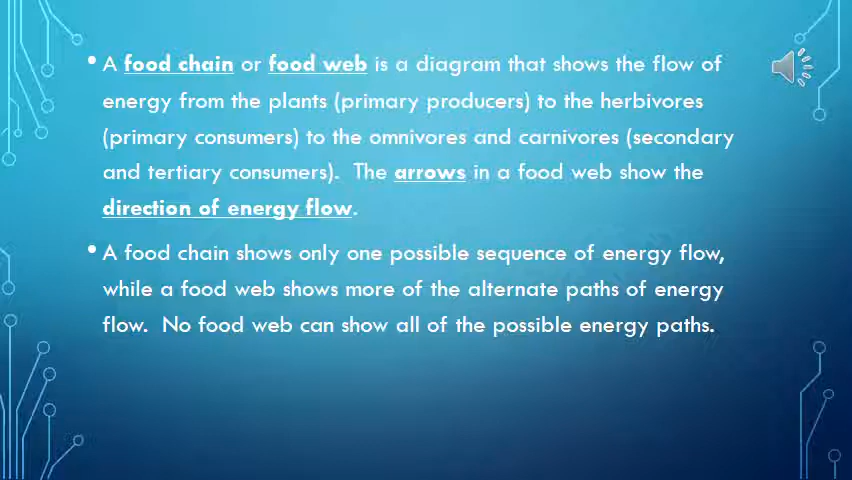 • A food chain or food web is a diagram that shows the flow of
energy from the plants (primary producers) to the herbivores
(primary consumers) to the omnivores and carnivores (secondary
and tertiary consumers).  The arrows in a food web show the
direction of energy flow.
• A food chain shows only one possible sequence of energy flow,
while a food web shows more of the alternate paths of energy
flow.  No food web can show all of the possible energy paths.